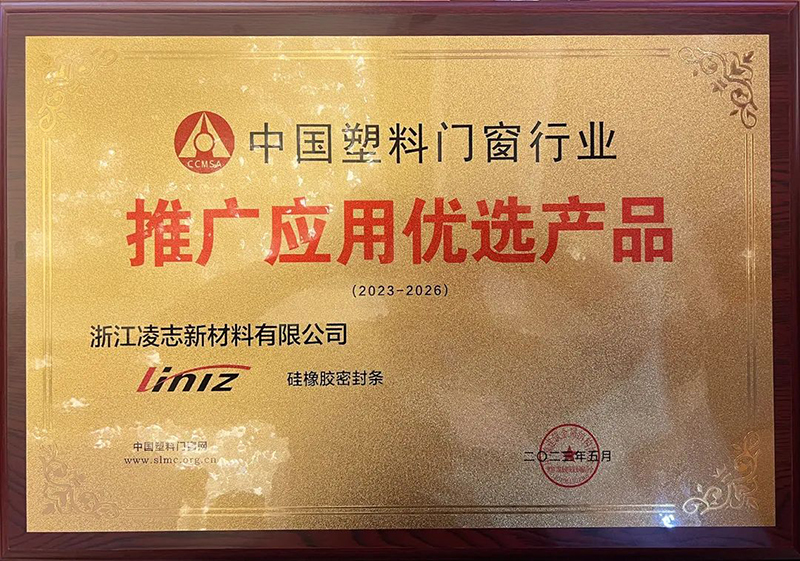 CCMSA
中国塑料门窗行业
推广应用优选产品
(2023-2026)
浙江凌志新材料有限公司
Liniz 硅橡胶密封条
中国塑料门窗网
www.slmc.org.cn
二〇二三年五月